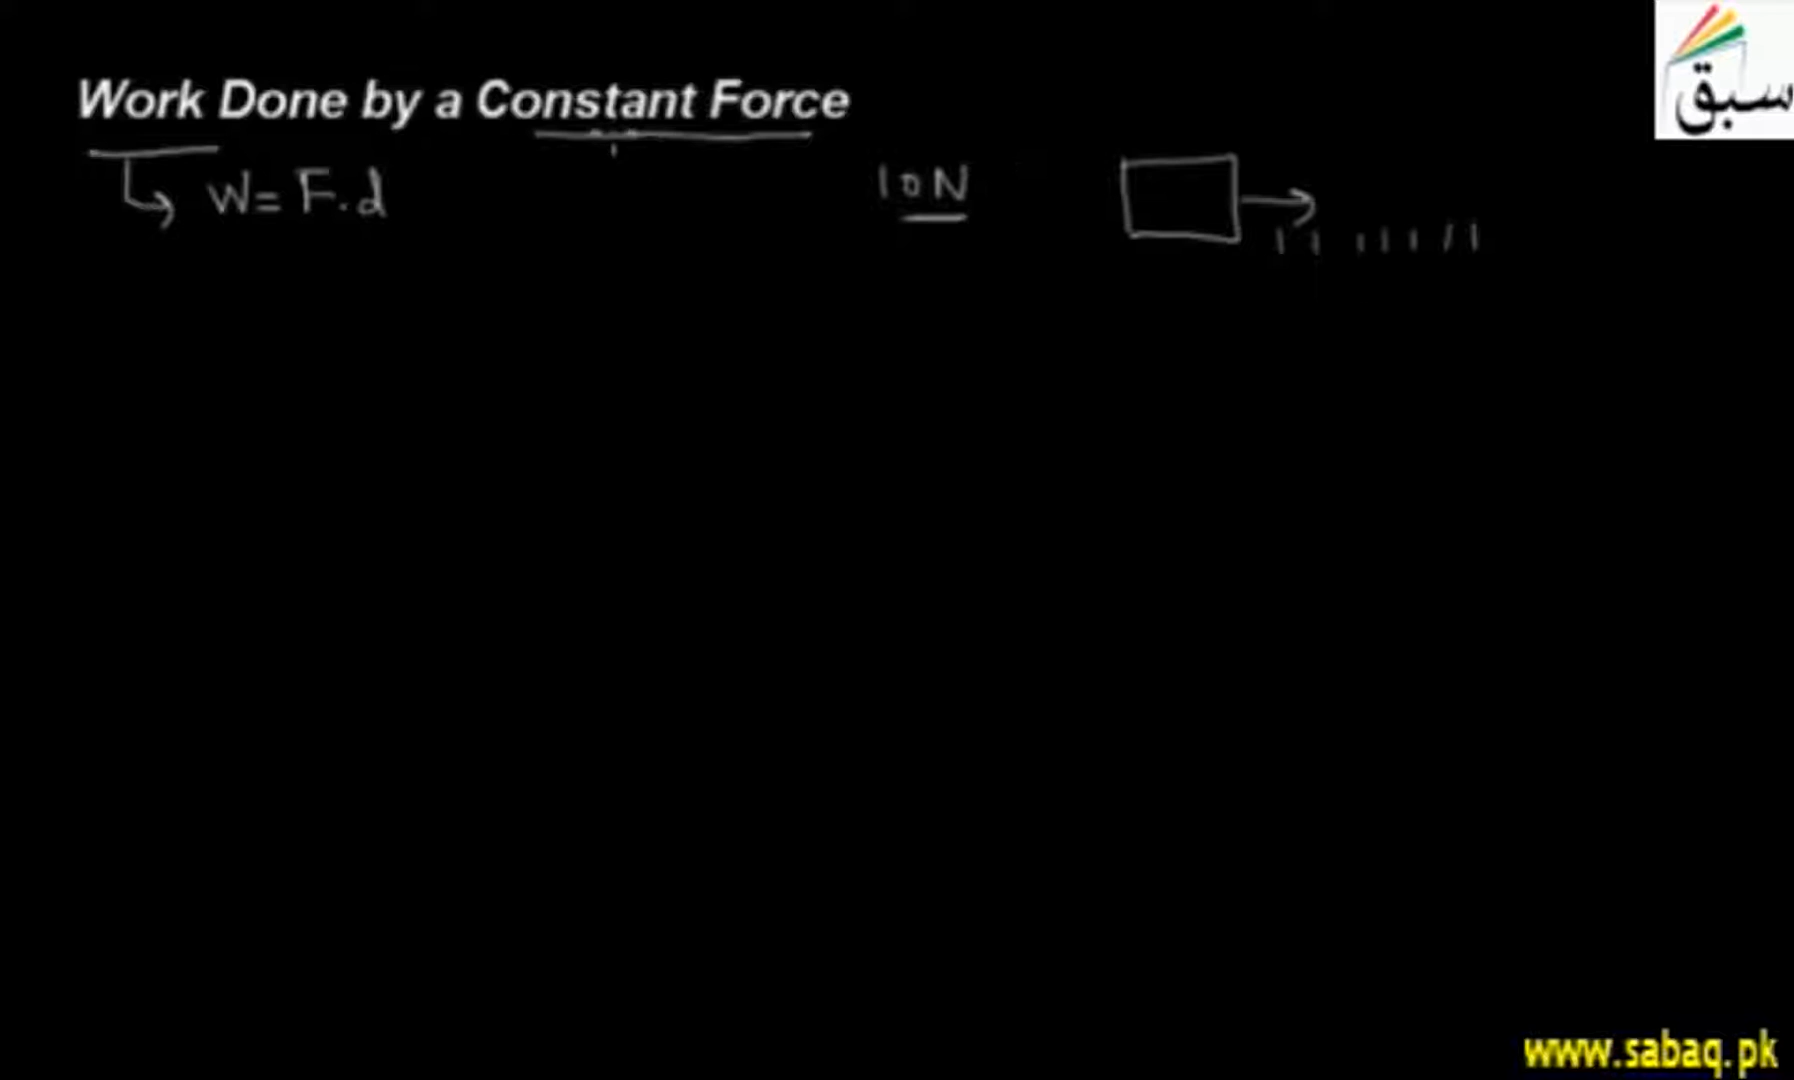 سبق
Work Done by a Constant Force
W = F.d
10N
www.sabaq.pk